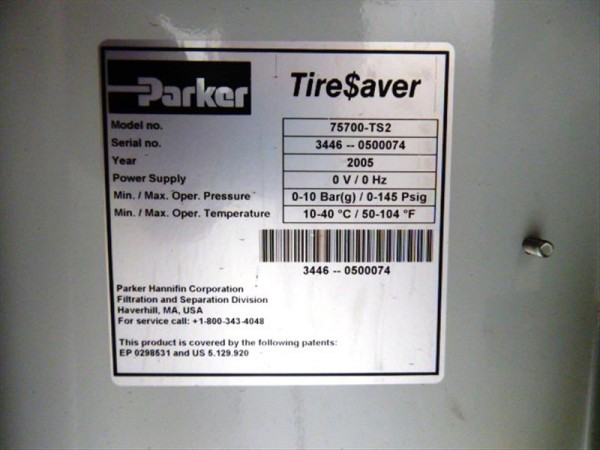 Parker TireSaver
Model no. 75700-TS2
Serial no. 3446 -- 0500074
Year 2005
Power Supply 0 V / 0 Hz
Min. / Max. Oper. Pressure 0-10 Bar(g) / 0-145 Psig
Min. / Max. Oper. Temperature 10-40 °C / 50-104 °F
3446 -- 0500074
Parker Hannifin Corporation
Filtration and Separation Division
Haverhill, MA, USA
For service call: +1-800-343-4048
This product is covered by the following patents:
EP 0298531 and US 5.129.920